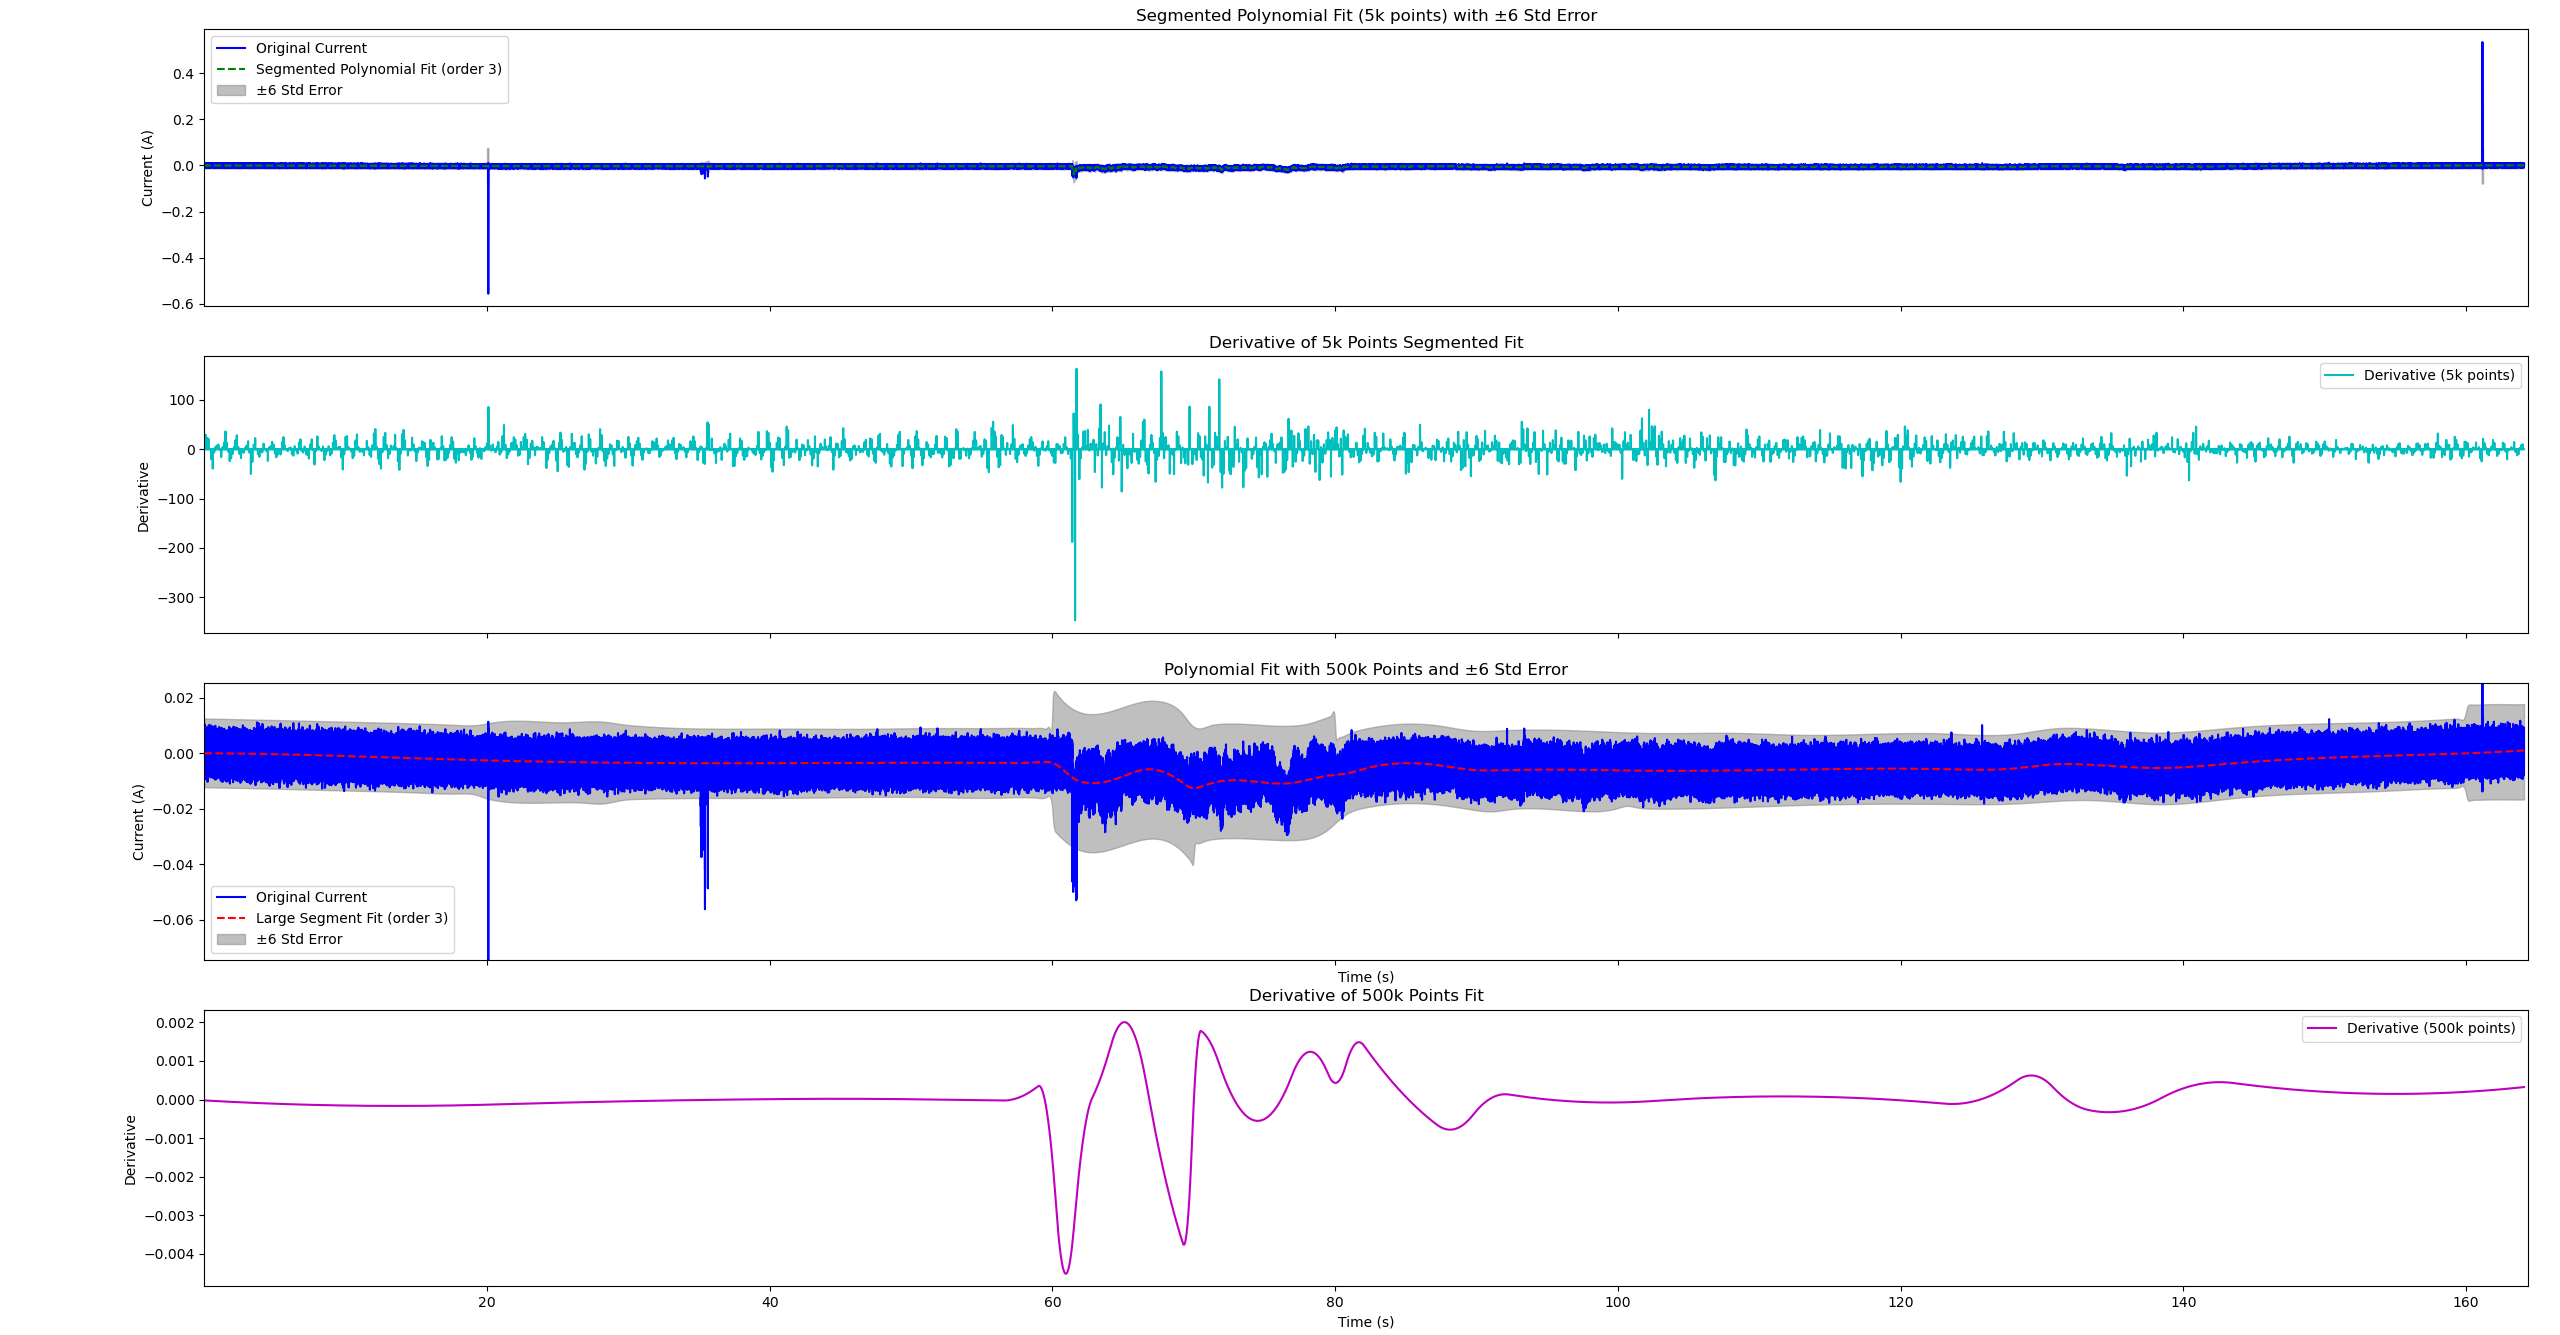 Segmented Polynomial Fit (5k points) with ±6 Std Error
Original Current
Segmented Polynomial Fit (order 3)
±6 Std Error
Current (A)
0.4
0.2
0.0
−0.2
−0.4
−0.6
Derivative of 5k Points Segmented Fit
Derivative (5k points)
Derivative
100
0
−100
−200
−300
Polynomial Fit with 500k Points and ±6 Std Error
Current (A)
0.02
0.00
−0.02
−0.04
−0.06
Original Current
Large Segment Fit (order 3)
±6 Std Error
Time (s)
Derivative of 500k Points Fit
Derivative (500k points)
Derivative
0.002
0.001
0.000
−0.001
−0.002
−0.003
−0.004
20 40 60 80 100 120 140 160
Time (s)